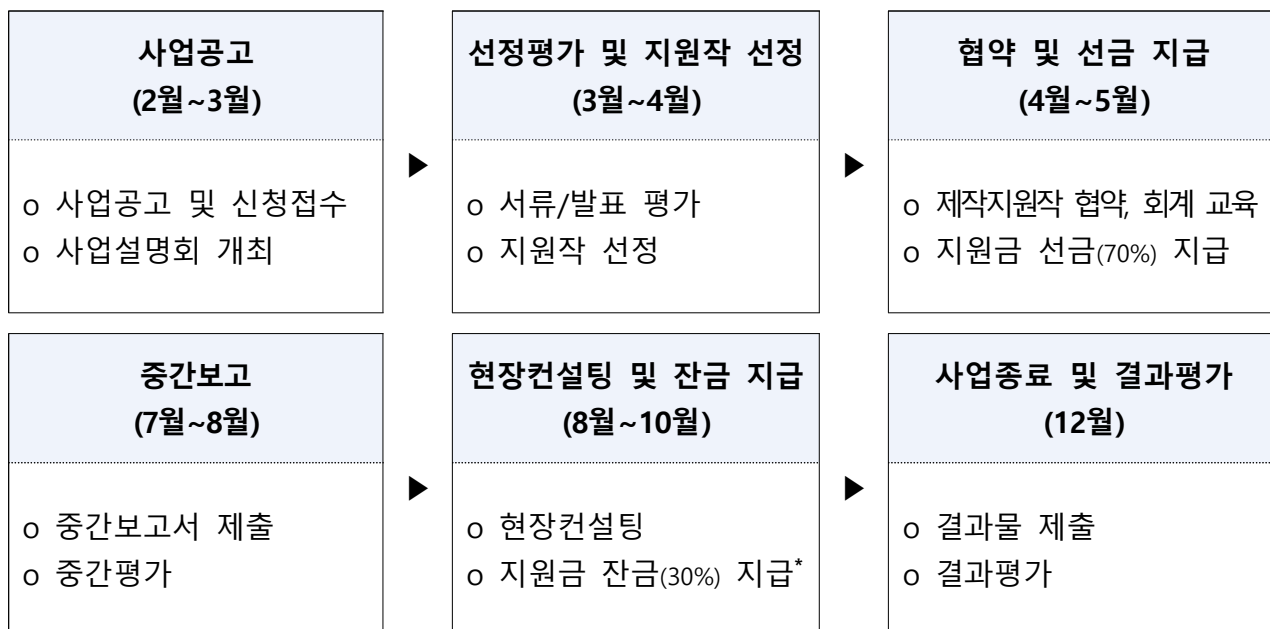 사업공고
(2월~3월)
o 사업공고 및 신청접수
o 사업설명회 개최
▶
선정평가 및 지원작 선정
(3월~4월)
o 서류/발표 평가
o 지원작 선정
▶
협약 및 선금 지급
(4월~5월)
o 제작지원작 협약, 회계 교육
o 지원금 선금(70%) 지급
중간보고
(7월~8월)
o 중간보고서 제출
o 중간평가
▶
현장컨설팅 및 잔금 지급
(8월~10월)
o 현장컨설팅
o 지원금 잔금(30%) 지급*
▶
사업종료 및 결과평가
(12월)
o 결과물 제출
o 결과평가